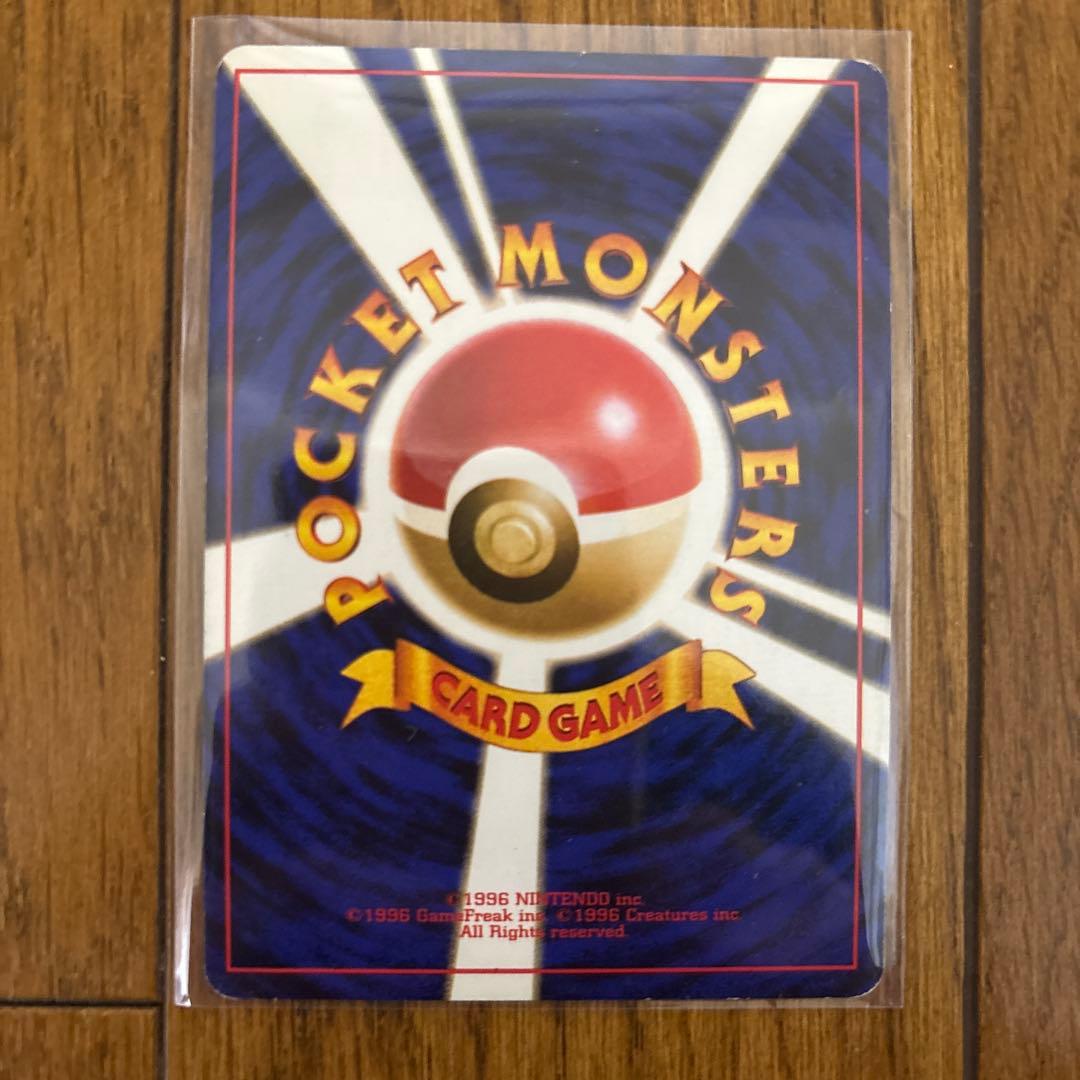 POCKET MONSTERS
CARD GAME
©1996 NINTENDO inc.
©1996 GameFreak inc. ©1996 Creatures inc.
All Rights reserved.